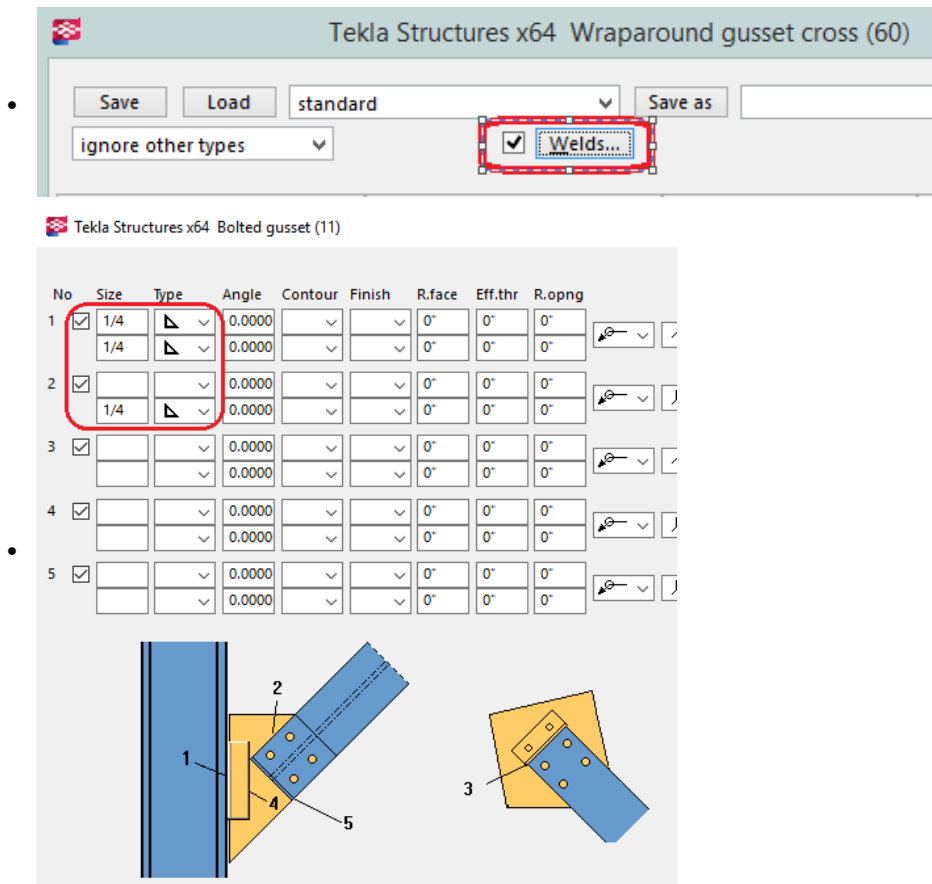 Tekla Structures x64 Wraparound gusset cross (60)
Save Load standard Save as
ignore other types Welds...
Tekla Structures x64 Bolted gusset (11)
No Size Type Angle Contour Finish R.face Eff.thr R.opng
1 1/4 0.0000 0" 0" 0"
1/4 0.0000 0" 0" 0"
2 0.0000 0" 0" 0"
1/4 0.0000 0" 0" 0"
3 0.0000 0" 0" 0"
0.0000 0" 0" 0"
4 0.0000 0" 0" 0"
0.0000 0" 0" 0"
5 0.0000 0" 0" 0"
0.0000 0" 0" 0"
2
1
3
4
5